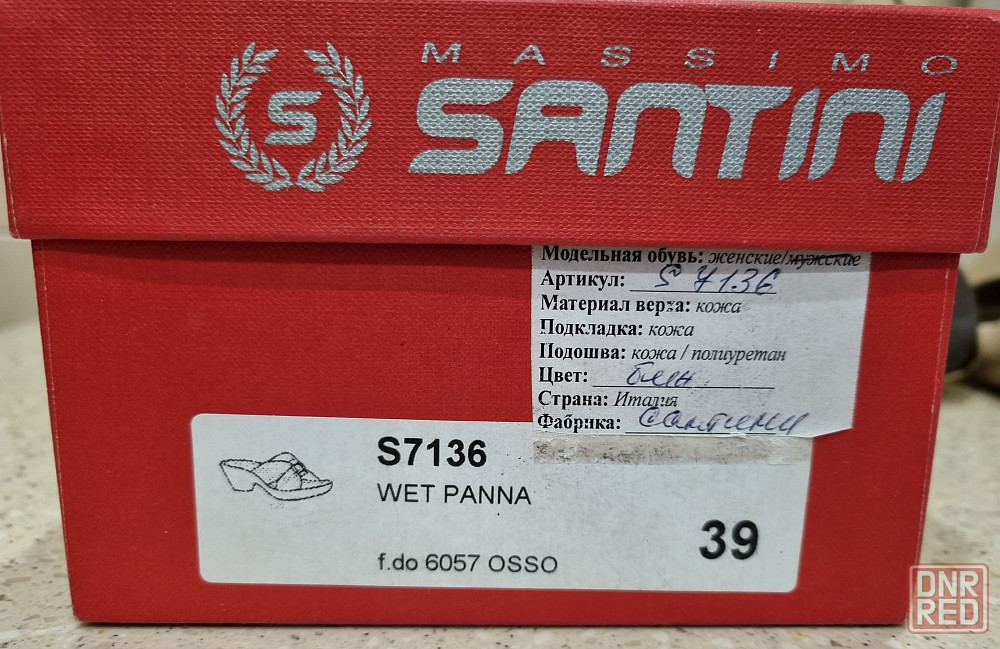 MASSIMO
SANTINI
S
Модельная обувь: женские/мужские
Артикул: S 7136
Материал верха: кожа
Подкладка: кожа
Подошва: кожа / полиуретан
Цвет:
Страна: Италия
Фабрика: Сантини
S7136
WET PANNA
39
f.do 6057 OSSO
DNR
RED